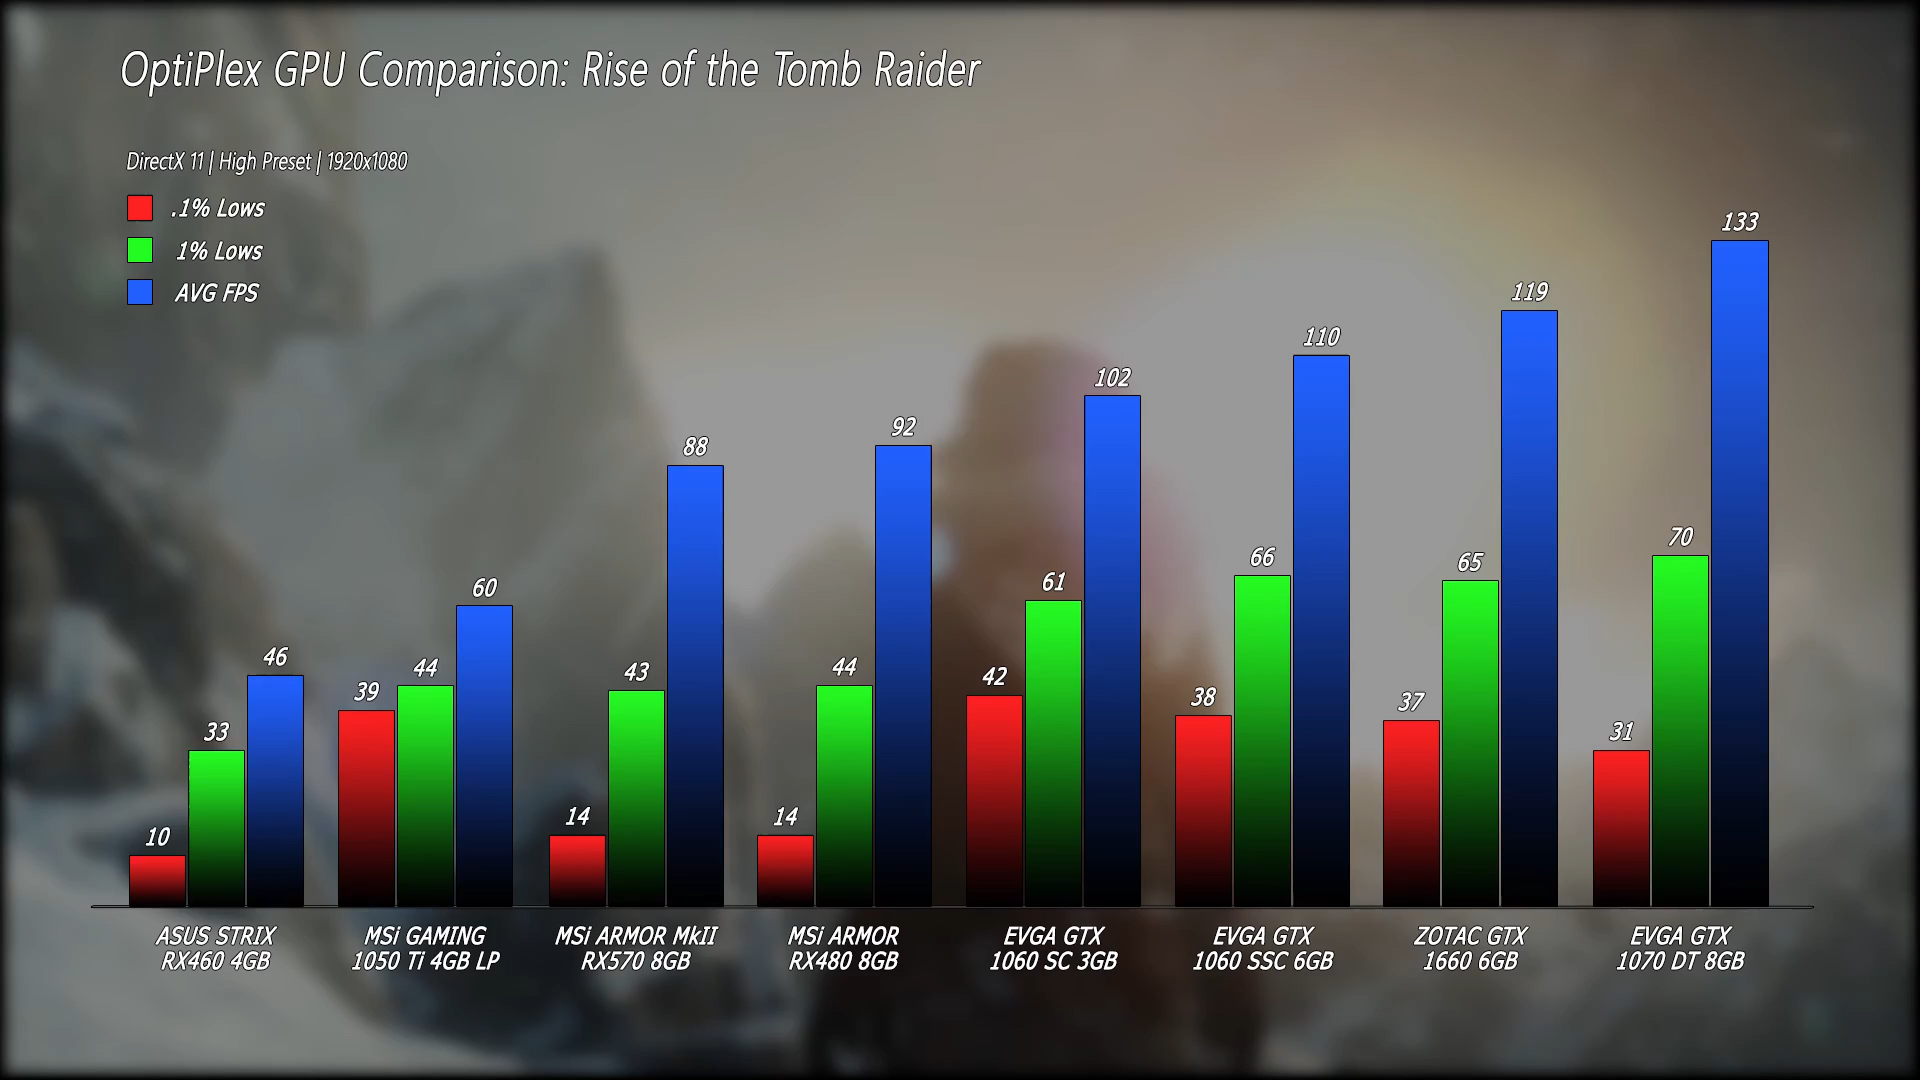 OptiPlex GPU Comparison: Rise of the Tomb Raider
DirectX 11 | High Preset | 1920x1080
.1% Lows
1% Lows
AVG FPS
10
33
46
39
44
60
14
43
88
14
44
92
42
61
102
38
66
110
37
65
119
31
70
133
ASUS STRIX
RX460 4GB
MSi GAMING
1050 Ti 4GB LP
MSi ARMOR MkII
RX570 8GB
MSi ARMOR
RX480 8GB
EVGA GTX
1060 SC 3GB
EVGA GTX
1060 SSC 6GB
ZOTAC GTX
1660 6GB
EVGA GTX
1070 DT 8GB